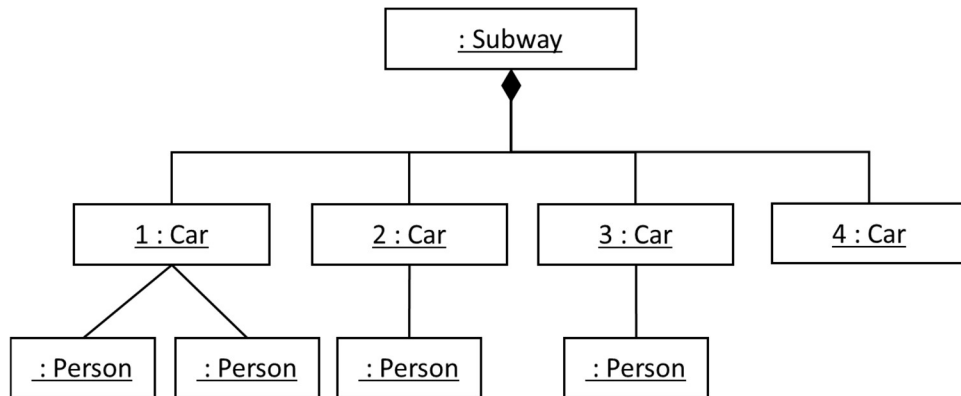 : Subway
1 : Car
2 : Car
3 : Car
4 : Car
: Person
: Person
: Person
: Person